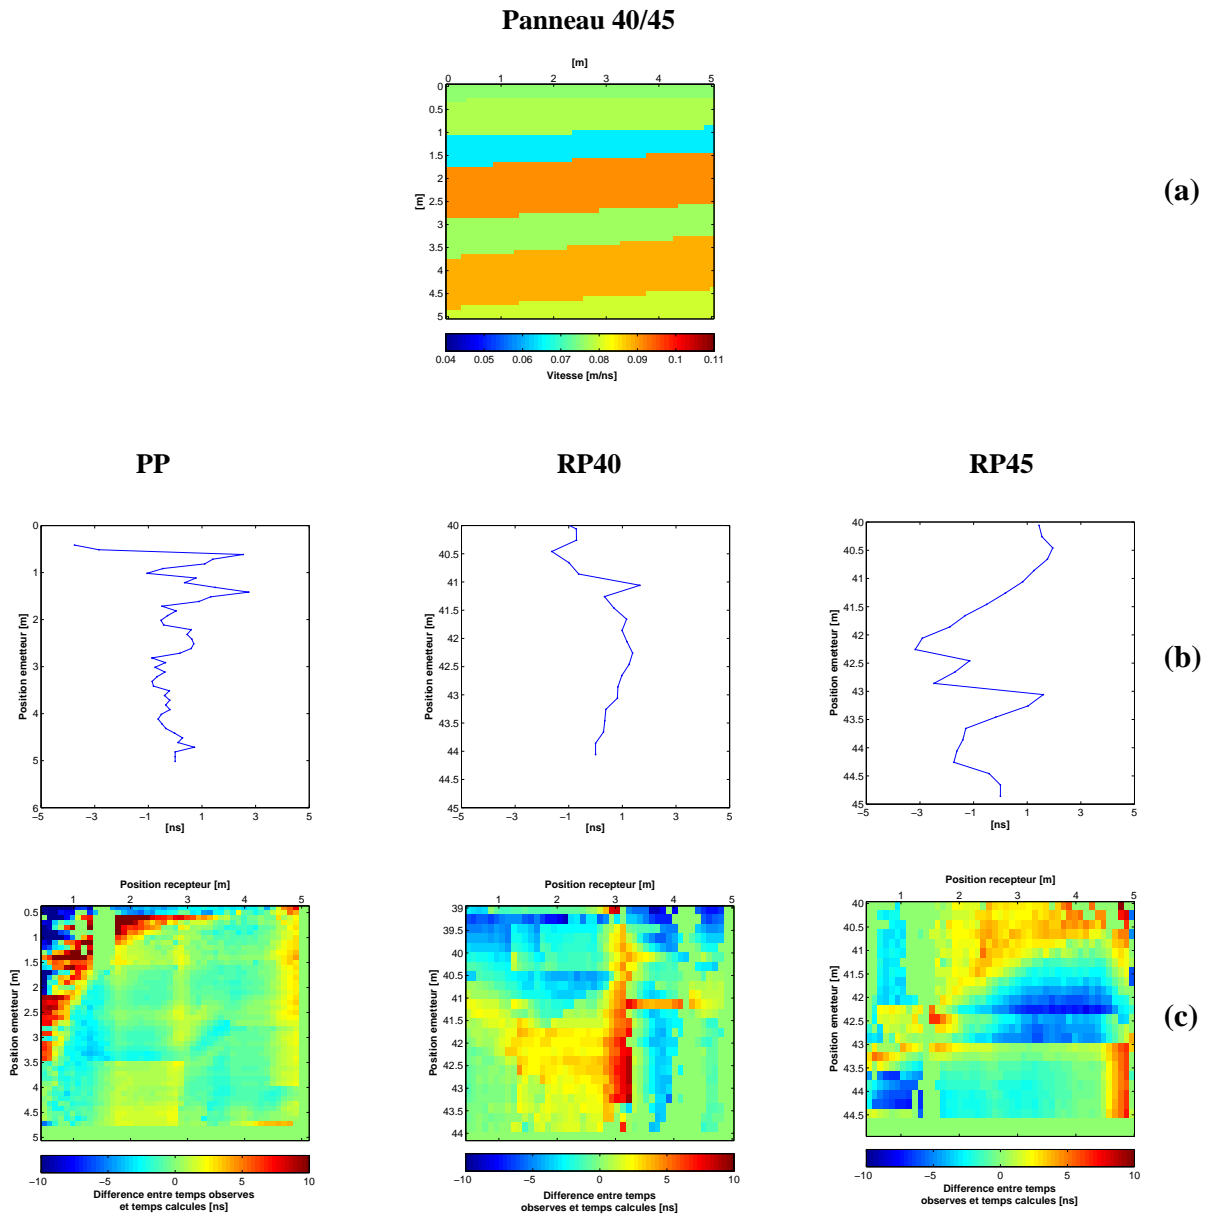 Panneau 40/45
[m]
0 1 2 3 4 5
0
0.5
1
1.5
2
2.5
3
3.5
4
4.5
5
[m]
(a)
0.04 0.05 0.06 0.07 0.08 0.09 0.1 0.11
Vitesse [m/ns]
PP
RP40
RP45
0
1
2
3
4
5
6
Position emetteur [m]
−5 −3 −1 1 3 5
[ns]
40
40.5
41
41.5
42
42.5
43
43.5
44
44.5
45
Position emetteur [m]
−5 −3 −1 1 3 5
[ns]
40
40.5
41
41.5
42
42.5
43
43.5
44
44.5
45
Position emetteur [m]
−5 −3 −1 1 3 5
[ns]
(b)
Position recepteur [m]
1 2 3 4 5
0.5
1
1.5
2
2.5
3
3.5
4
4.5
5
Position emetteur [m]
−10 −5 0 5 10
Difference entre temps observes
et temps calcules [ns]
Position recepteur [m]
1 2 3 4 5
39
39.5
40
40.5
41
41.5
42
42.5
43
43.5
44
Position emetteur [m]
−10 −5 0 5 10
Difference entre temps
observes et temps calcules [ns]
Position recepteur [m]
1 2 3 4 5
40
40.5
41
41.5
42
42.5
43
43.5
44
44.5
Position emetteur [m]
−10 −5 0 5 10
Difference entre temps
observes et temps calcules [ns]
(c)